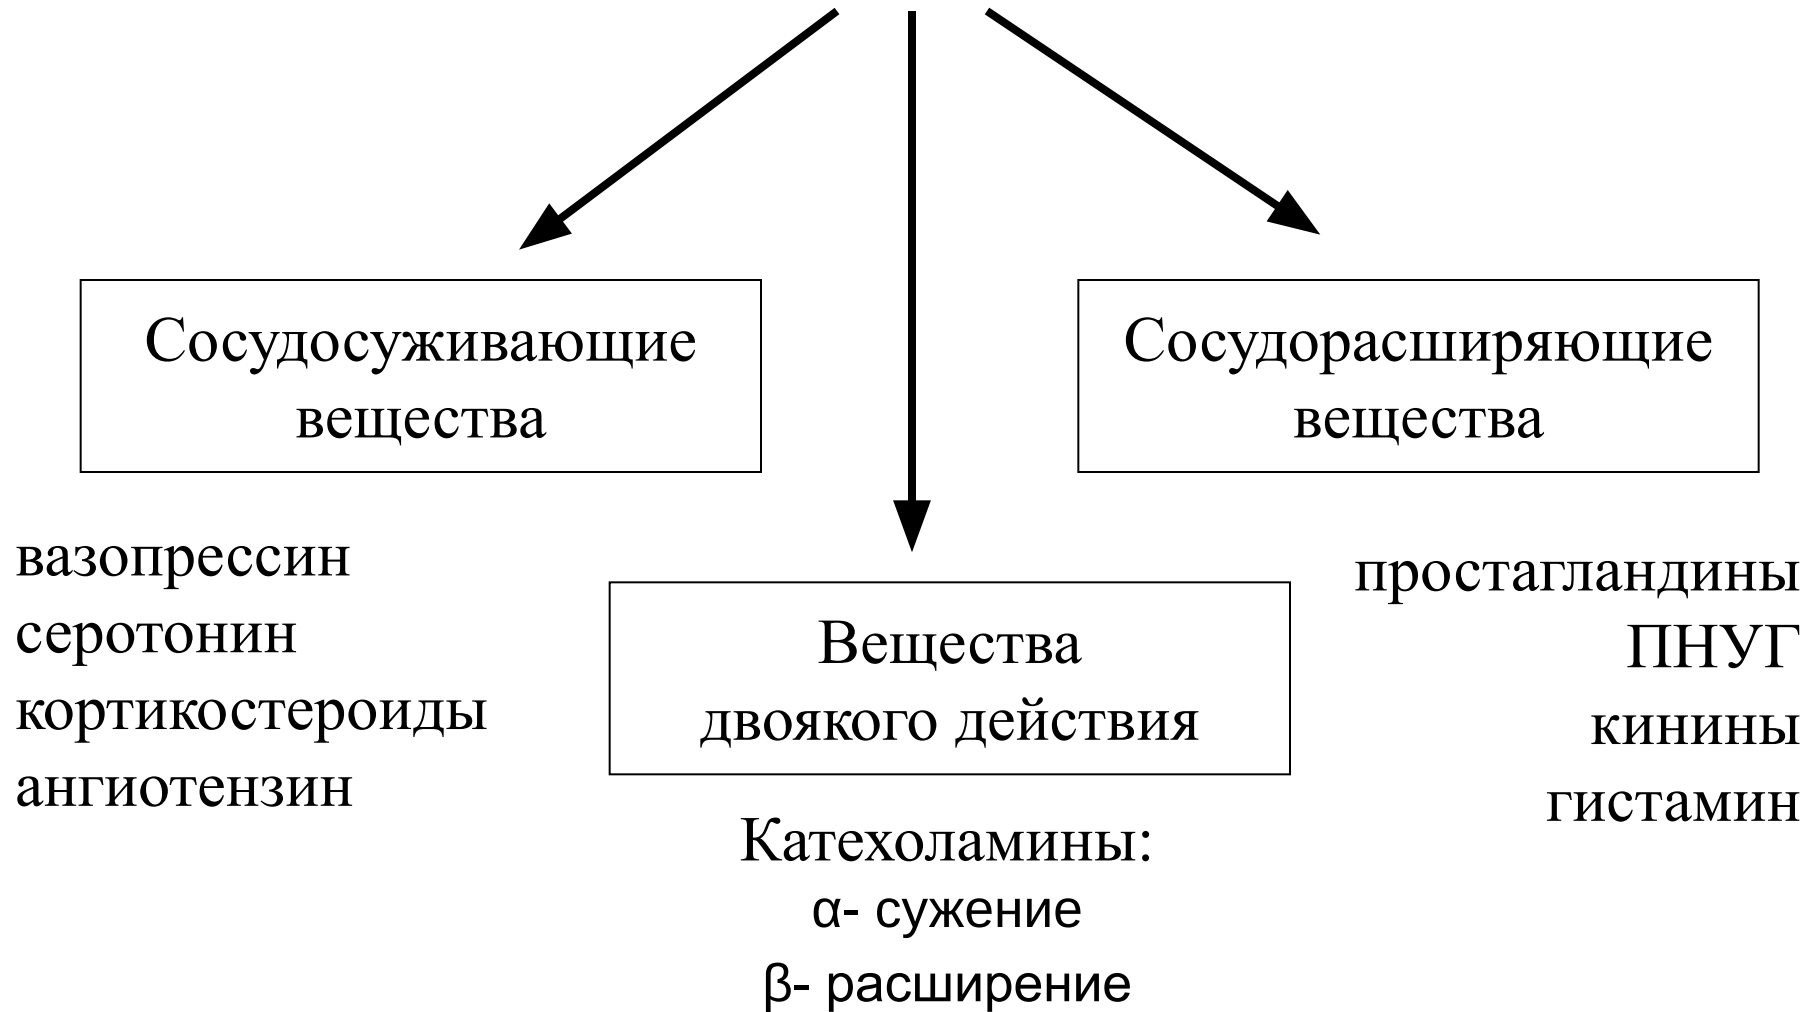 Сосудосуживающие
вещества
Сосудорасширяющие
вещества
вазопрессин
серотонин
кортикостероиды
ангиотензин
Вещества
двоякого действия
Катехоламины:
α- сужение
β- расширение
простагландины
ПНУГ
кинины
гистамин